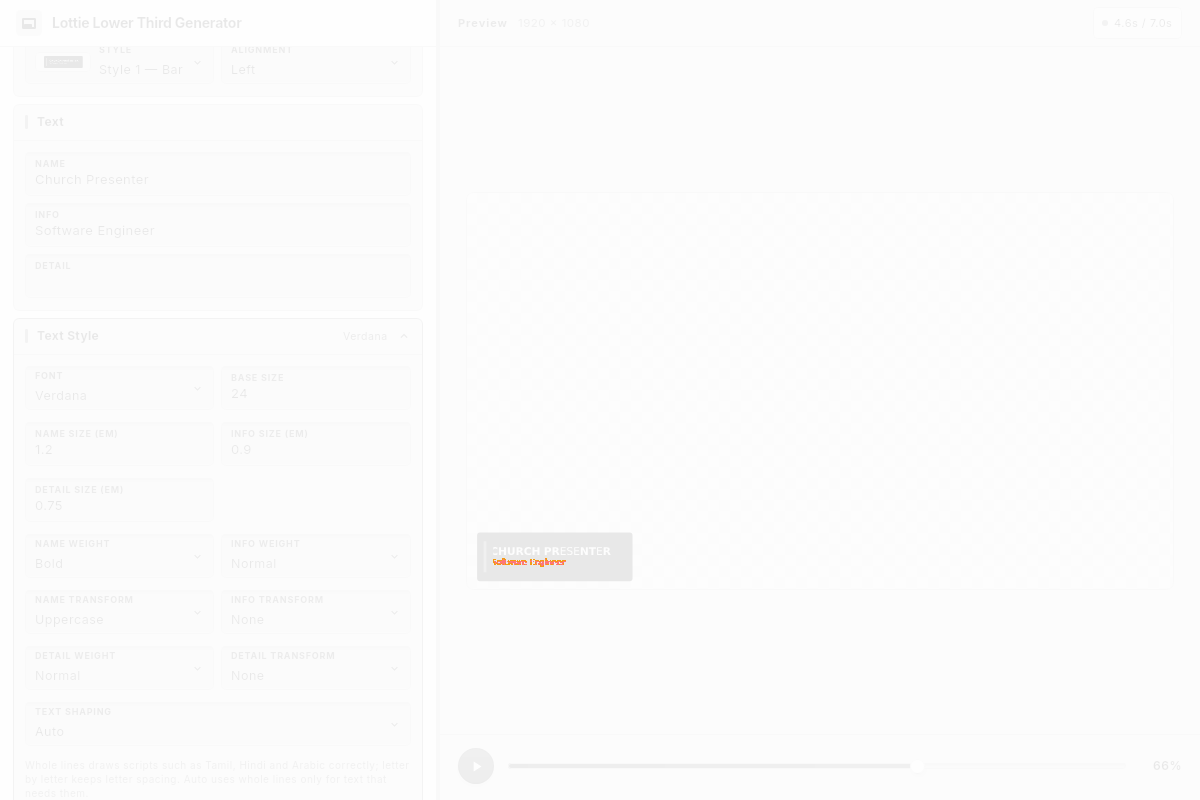 Lottie Lower Third Generator
STYLE
Style 1 — Bar
ALIGNMENT
Left
Text
NAME
Church Presenter
INFO
Software Engineer
DETAIL
Text Style
Verdana
FONT
Verdana
BASE SIZE
24
NAME SIZE (EM)
1.2
INFO SIZE (EM)
0.9
DETAIL SIZE (EM)
0.75
NAME WEIGHT
Bold
INFO WEIGHT
Normal
NAME TRANSFORM
Uppercase
INFO TRANSFORM
None
DETAIL WEIGHT
Normal
DETAIL TRANSFORM
None
TEXT SHAPING
Auto
Whole lines draws scripts such as Tamil, Hindi and Arabic correctly; letter
by letter keeps letter spacing. Auto uses whole lines only for text that
needs them.
Preview 1920 × 1080
4.6s / 7.0s
CHURCH PRESENTER
Software Engineer
66%